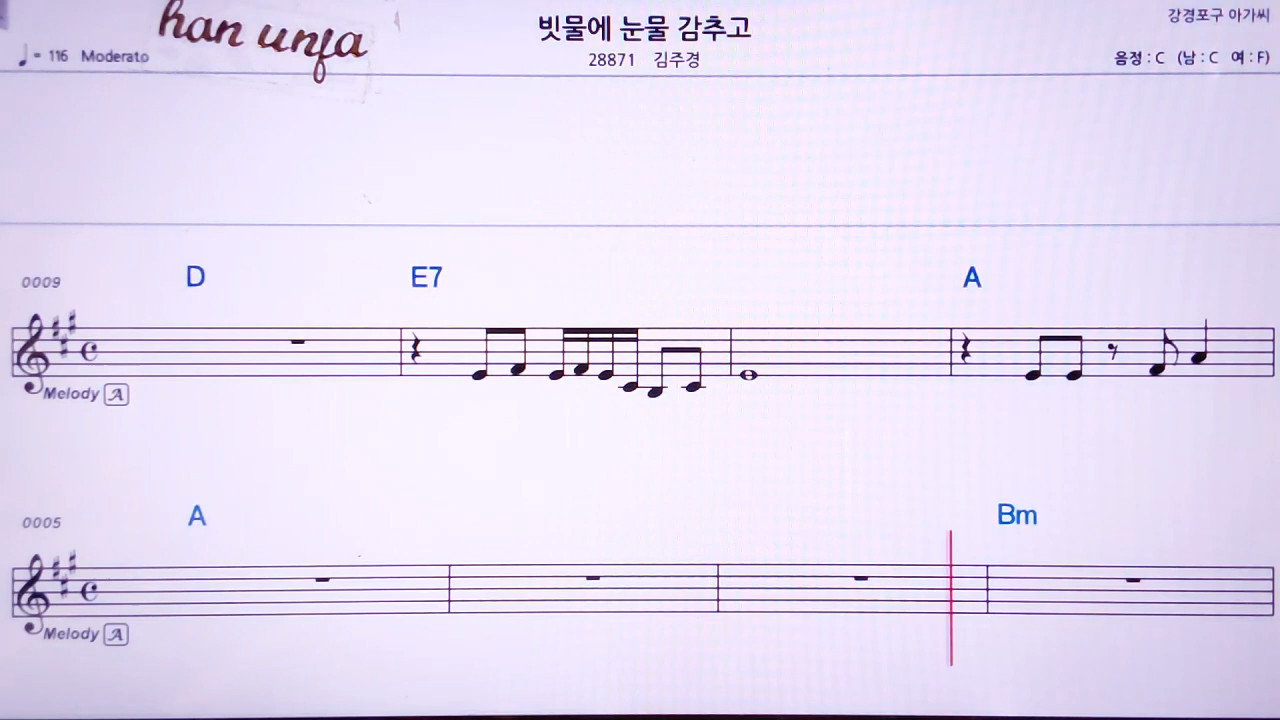 han unja
빗물에 눈물 감추고
강경포구 아가씨
♩= 116 Moderato
28871 김주경
음정 : C (남 : C 여 : F)
0009 D E7 A
Melody A
0005 A Bm
Melody A